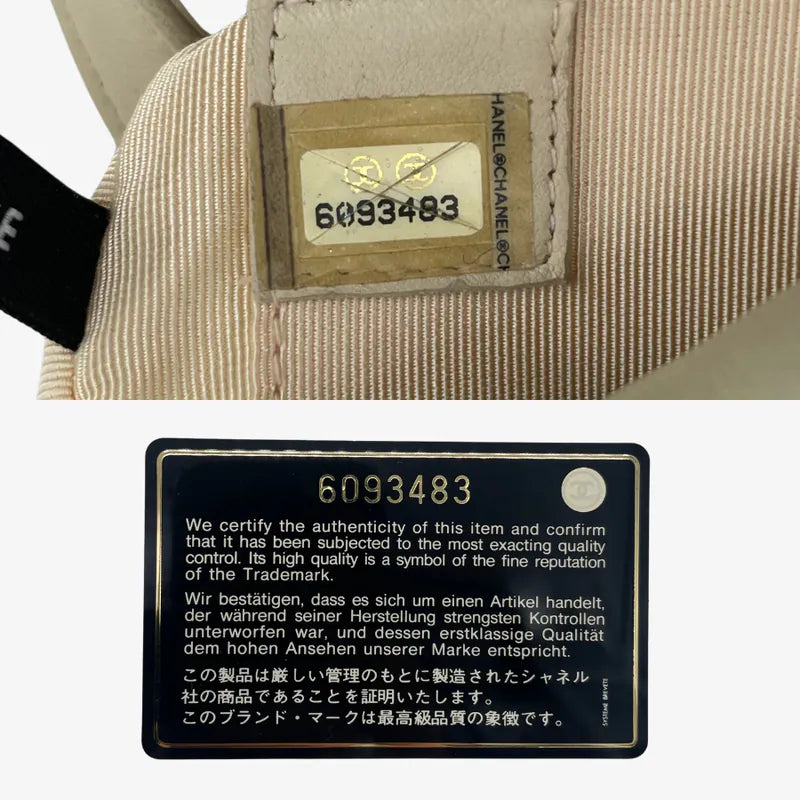 HANEL CHANEL CH
6093483
E
6093483
We certify the authenticity of this item and confirm
that it has been subjected to the most exacting quality
control. Its high quality is a symbol of the fine reputation
of the Trademark.
Wir bestätigen, dass es sich um einen Artikel handelt,
der während seiner Herstellung strengsten Kontrollen
unterworfen war, und dessen erstklassige Qualität
dem hohen Ansehen unserer Marke entspricht.
この製品は厳しい管理のもとに製造されたシャネル
社の商品であることを証明いたします。
このブランド・マークは最高級品質の象徴です。
SYSTEME BREVETE